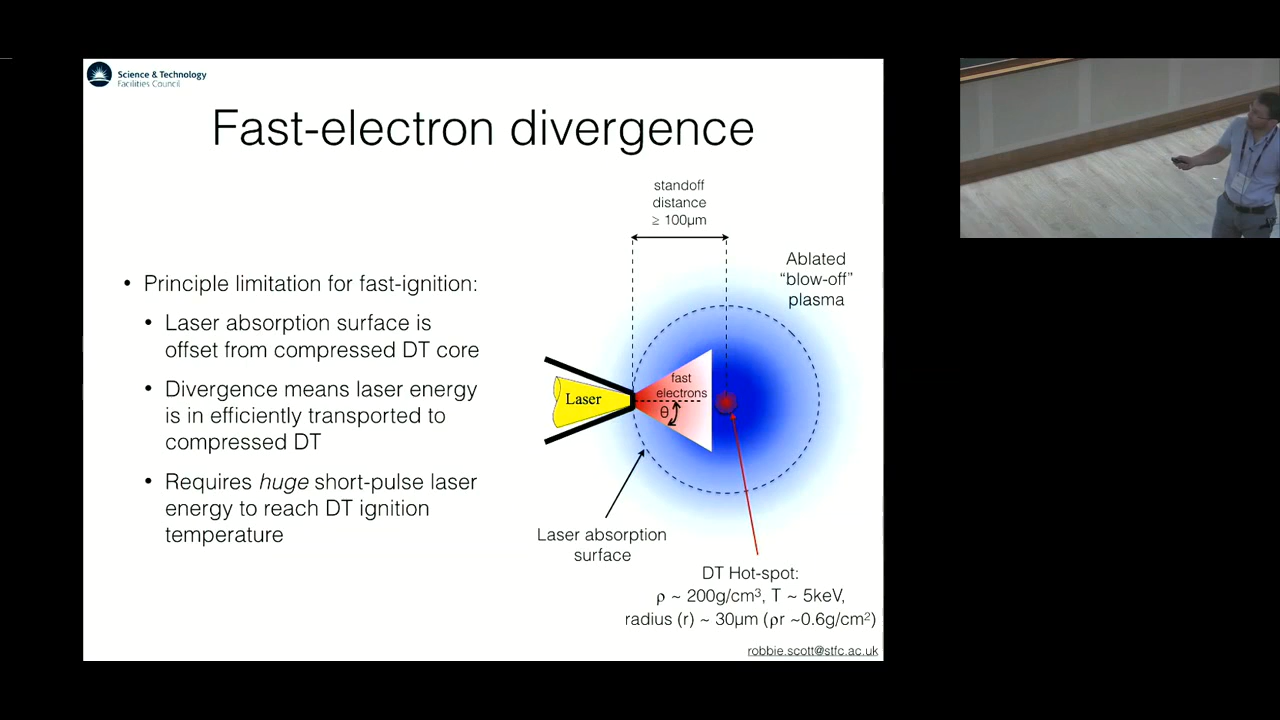 Science & Technology
Facilities Council
Fast-electron divergence
• Principle limitation for fast-ignition:
• Laser absorption surface is
offset from compressed DT core
• Divergence means laser energy
is in efficiently transported to
compressed DT
• Requires huge short-pulse laser
energy to reach DT ignition
temperature
standoff
distance
≥ 100µm
Ablated
“blow-off”
plasma
Laser
fast
electrons
θ
Laser absorption
surface
DT Hot-spot:
ρ ~ 200g/cm³, T ~ 5keV,
radius (r) ~ 30µm (ρr ~0.6g/cm²)
robbie.scott@stfc.ac.uk